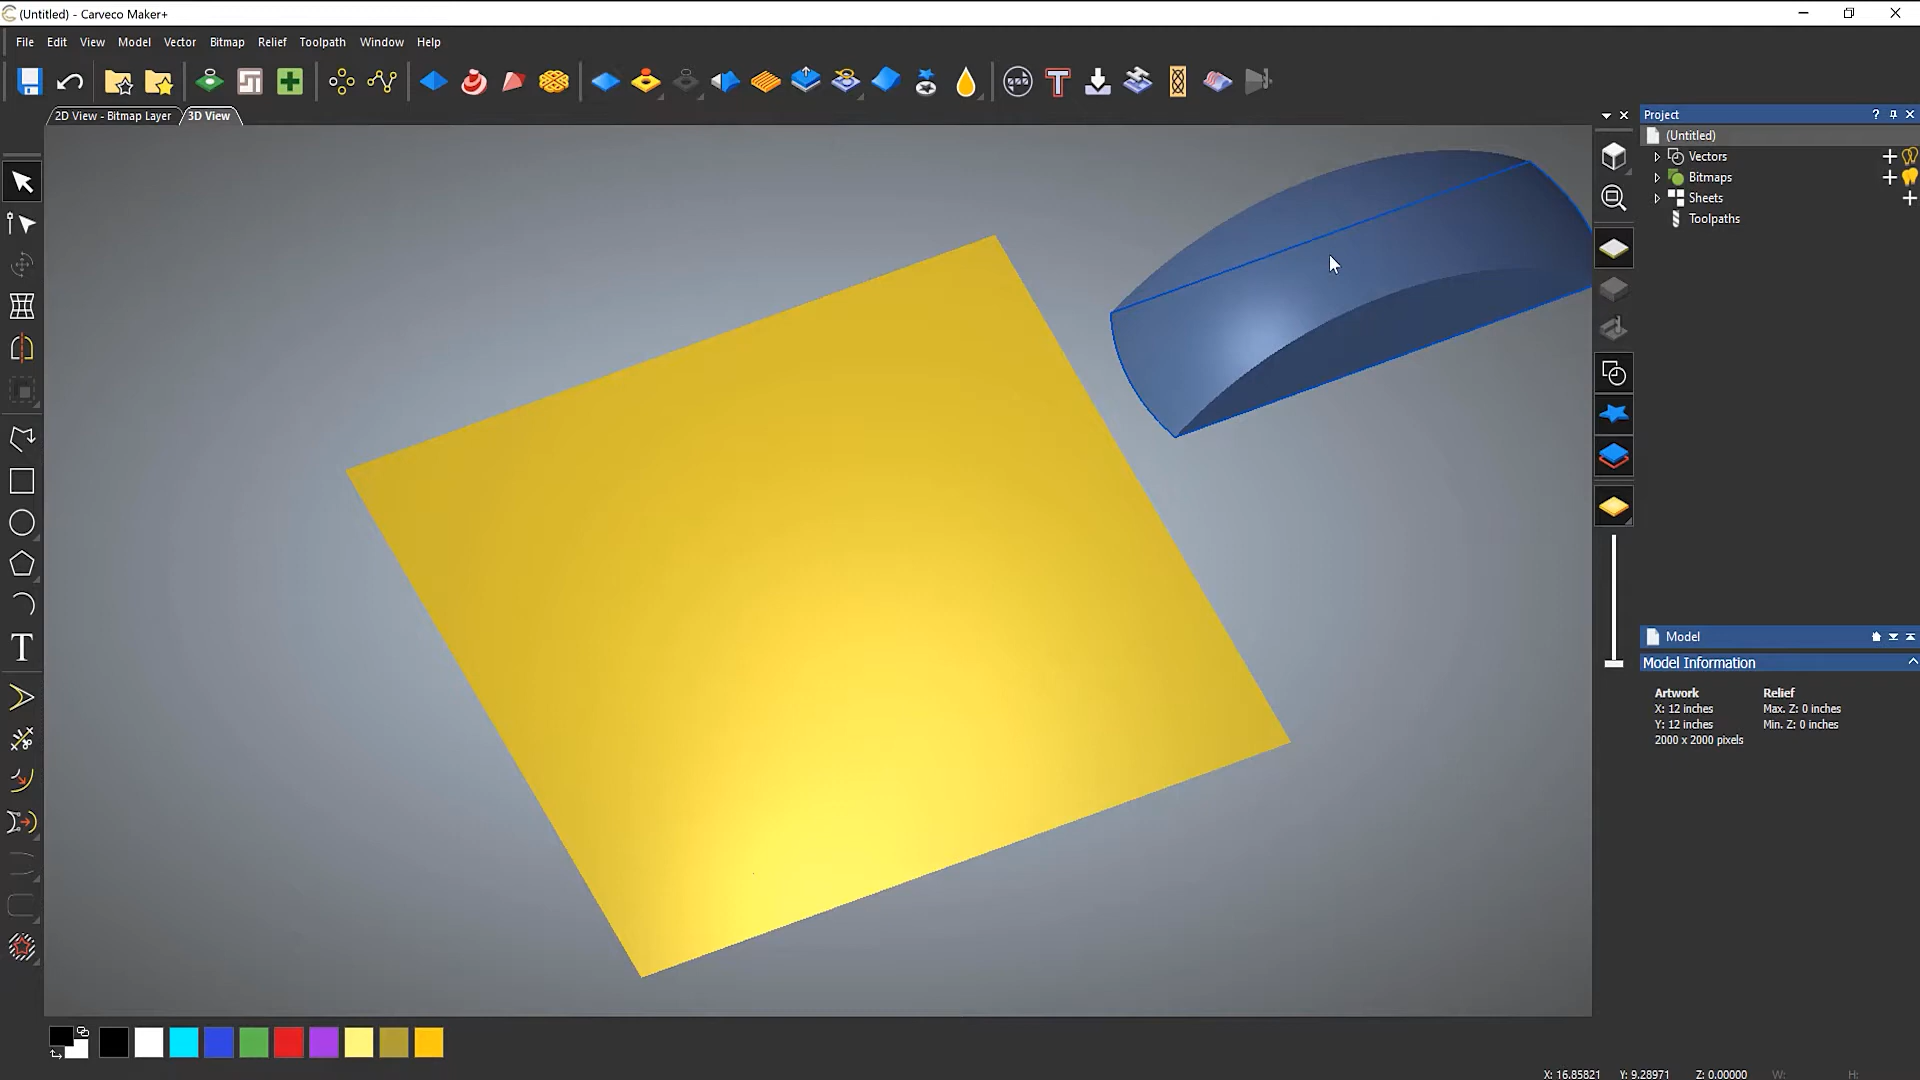 (Untitled) - Carveco Maker+
File Edit View Model Vector Bitmap Relief Toolpath Window Help
2D View - Bitmap Layer 3D View
Project
(Untitled)
Vectors
Bitmaps
Sheets
Toolpaths
Model
Model Information
Artwork Relief
X: 12 inches Max. Z: 0 inches
Y: 12 inches Min. Z: 0 inches
2000 x 2000 pixels
X: 16.85821 Y: 9.28971 Z: 0.00000 W: H: